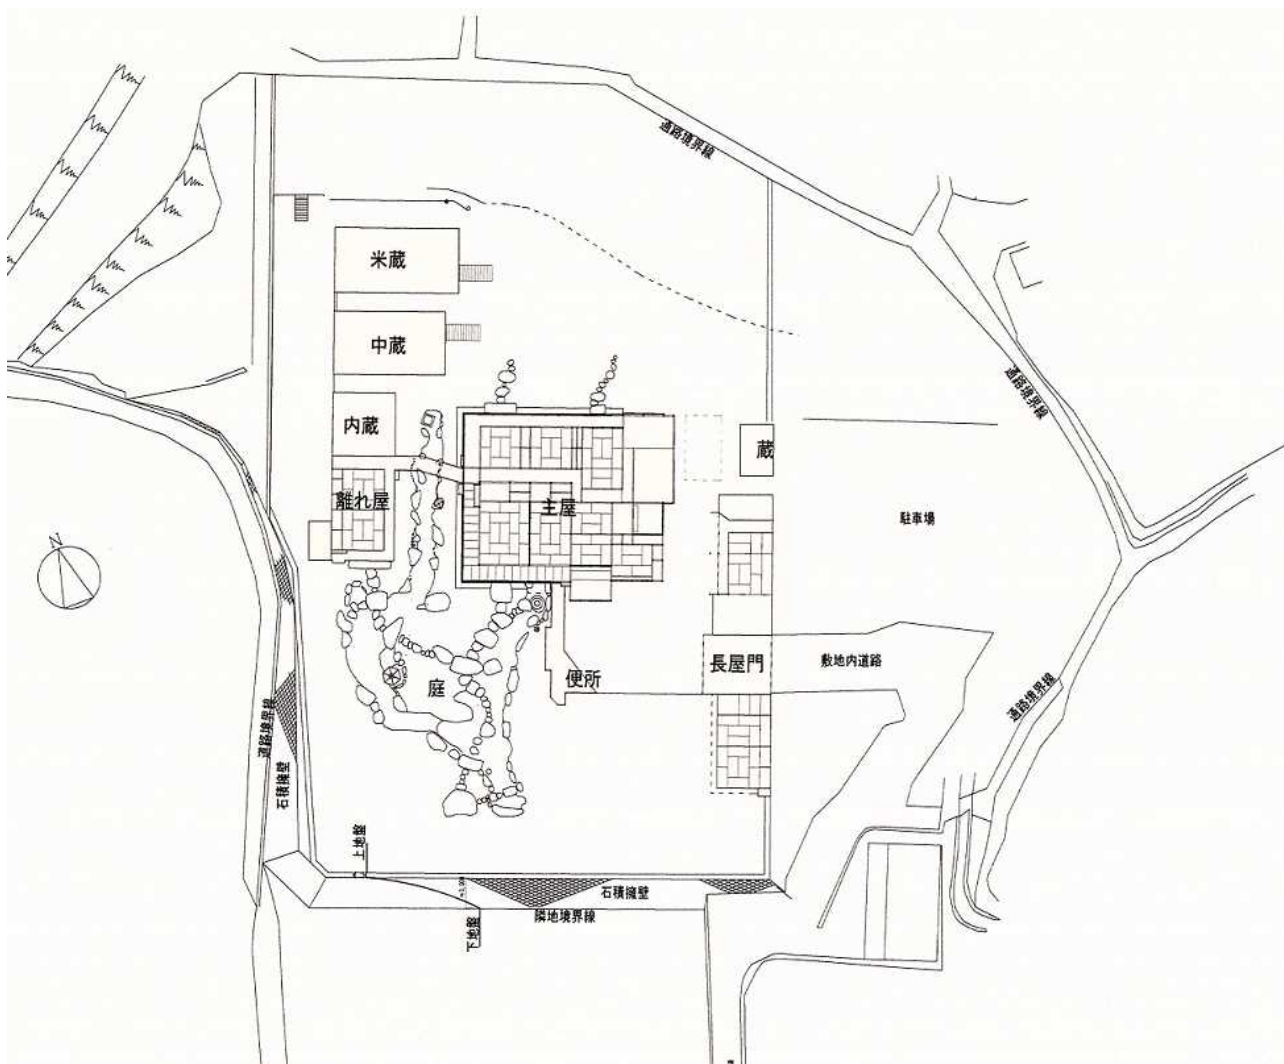 道路境界線
米蔵
中蔵
道路境界線
内蔵
蔵
離れ屋
主屋
駐車場
N
長屋門
敷地内道路
便所
庭
道路境界線
道路境界線
石積擁壁
上地盤
石積擁壁
隣地境界線
下地盤